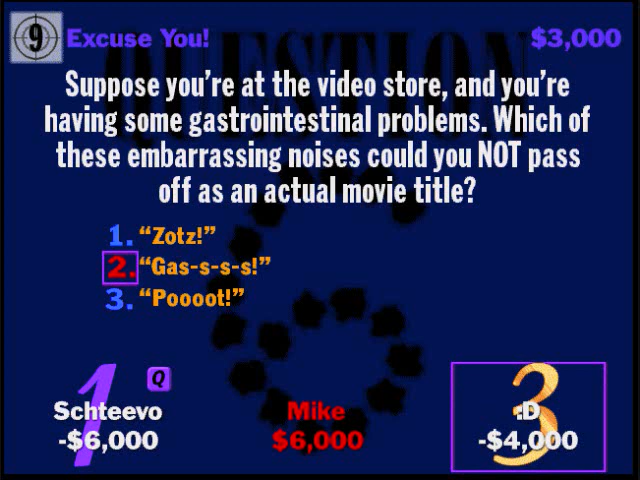 9 Excuse You! $3,000
QUESTION
Suppose you're at the video store, and you're
having some gastrointestinal problems. Which of
these embarrassing noises could you NOT pass
off as an actual movie title?
1. “Zotz!”
2. “Gas-s-s-s!”
3. “Poooot!”
1 Q 3
Schteevo Mike :D
-$6,000 $6,000 -$4,000